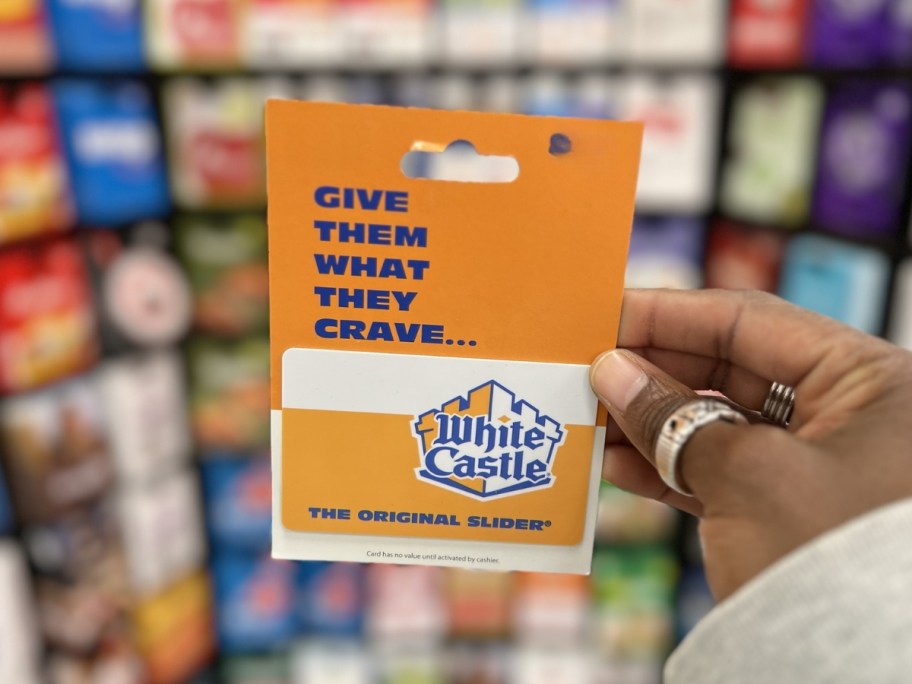 GIVE
THEM
WHAT
THEY
CRAVE...
White
Castle®
THE ORIGINAL SLIDER®
Card has no value until activated by cashier.